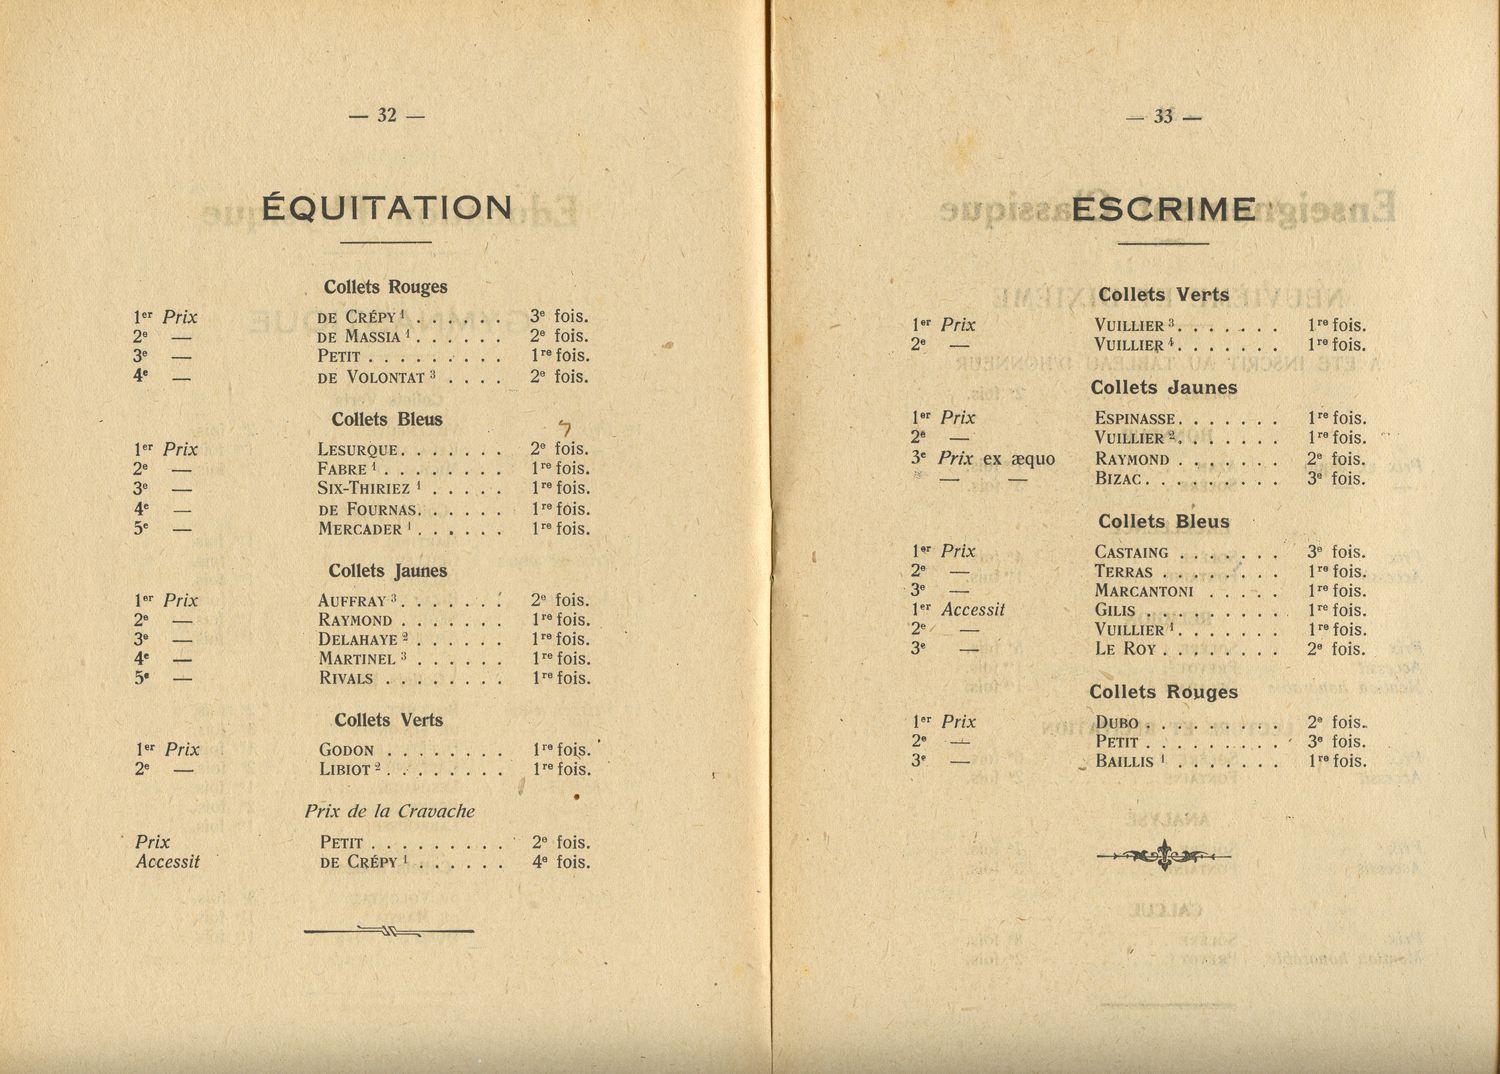 — 32 —
ÉQUITATION
Collets Rouges
1er Prix DE CRÉPY 1 . . . . . . 3e fois.
2e — DE MASSIA 1 . . . . . . 2e fois.
3e — PETIT . . . . . . . . . 1re fois.
4e — DE VOLONTAT 3 . . . . 2e fois.
Collets Bleus
1er Prix LESURQUE. . . . . . . 2e fois.
2e — FABRE 1 . . . . . . . . 1re fois.
3e — SIX-THIRIEZ 1 . . . . . 1re fois.
4e — DE FOURNAS. . . . . . 1re fois.
5e — MERCADER 1 . . . . . . 1re fois.
Collets Jaunes
1er Prix AUFFRAY 3 . . . . . . . 2e fois.
2e — RAYMOND . . . . . . . 1re fois.
3e — DELAHAYE 2 . . . . . . 1re fois.
4e — MARTINEL 3 . . . . . . 1re fois.
5e — RIVALS . . . . . . . . 1re fois.
Collets Verts
1er Prix GODON . . . . . . . . 1re fois.
2e — LIBIOT 2 . . . . . . . . 1re fois.
Prix de la Cravache
Prix PETIT . . . . . . . . . 2e fois.
Accessit DE CRÉPY 1 . . . . . . 4e fois.
— 33 —
ESCRIME
Collets Verts
1er Prix VUILLIER 3 . . . . . . . 1re fois.
2e — VUILLIER 4 . . . . . . . 1re fois.
Collets Jaunes
1er Prix ESPINASSE. . . . . . . 1re fois.
2e — VUILLIER 2 . . . . . . . 1re fois.
3e Prix ex æquo RAYMOND . . . . . . . 2e fois.
— — BIZAC. . . . . . . . . 3e fois.
Collets Bleus
1er Prix CASTAING . . . . . . . 3e fois.
2e — TERRAS . . . . . . . . 1re fois.
3e — MARCANTONI . . . . . 1re fois.
1er Accessit GILIS . . . . . . . . . 1re fois.
2e — VUILLIER 1 . . . . . . . 1re fois.
3e — LE ROY . . . . . . . . 2e fois.
Collets Rouges
1er Prix DUBO . . . . . . . . . 2e fois.
2e — PETIT . . . . . . . . . 3e fois.
3e — BAILLIS 1 . . . . . . . 1re fois.